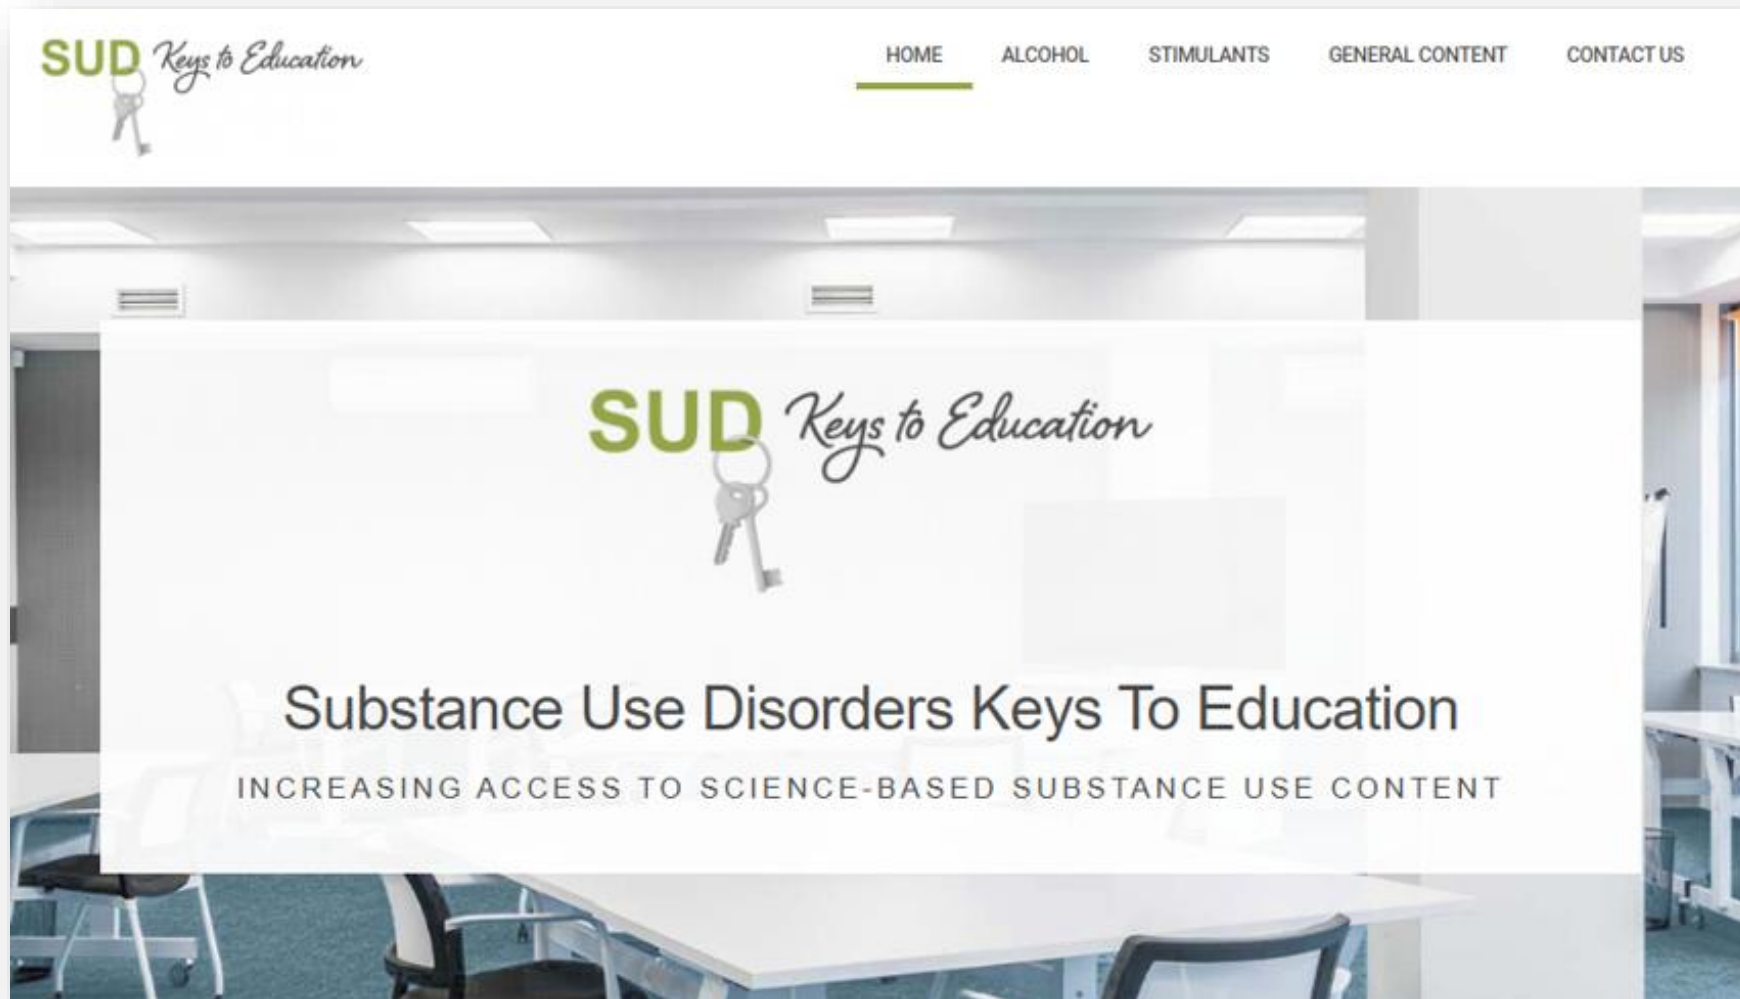 SUD Keys to Education
HOME ALCOHOL STIMULANTS GENERAL CONTENT CONTACT US
SUD Keys to Education
Substance Use Disorders Keys To Education
INCREASING ACCESS TO SCIENCE-BASED SUBSTANCE USE CONTENT